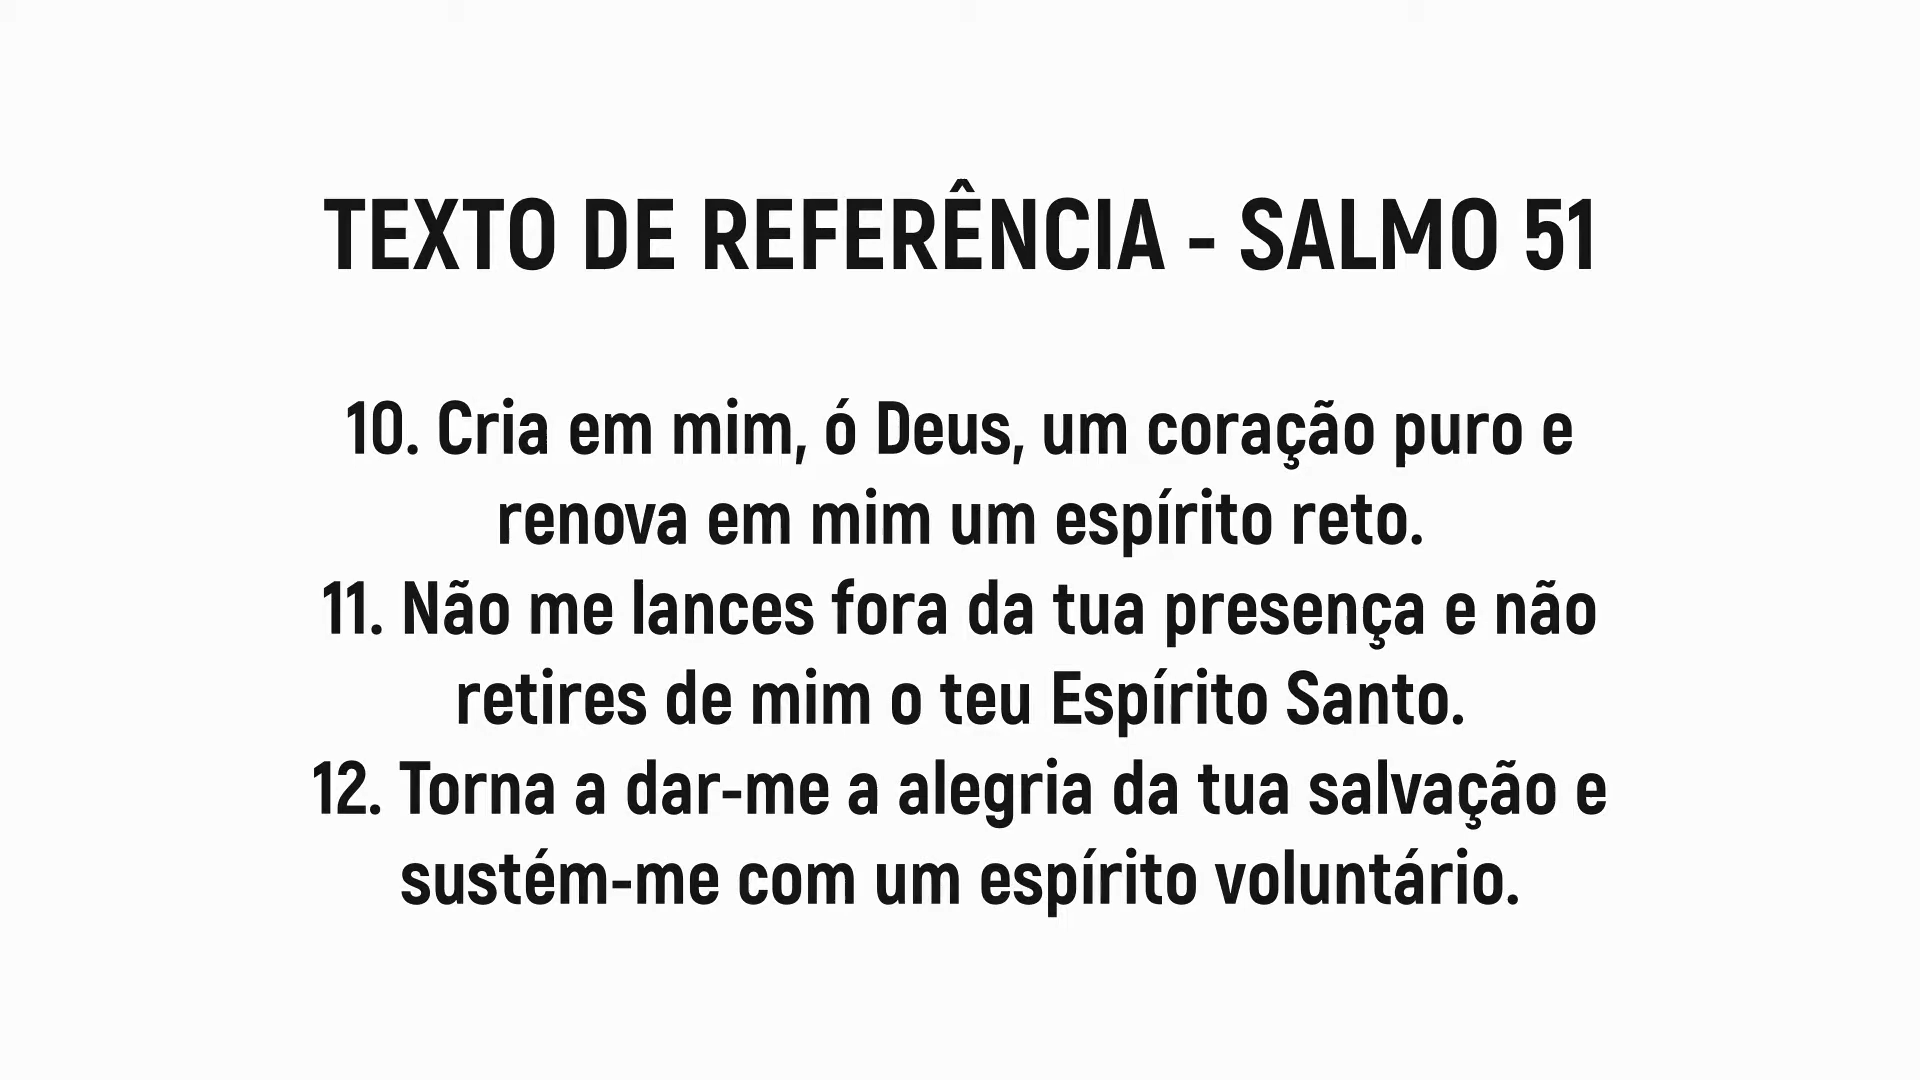 TEXTO DE REFERÊNCIA - SALMO 51
10. Cria em mim, ó Deus, um coração puro e
renova em mim um espírito reto.
11. Não me lances fora da tua presença e não
retires de mim o teu Espírito Santo.
12. Torna a dar-me a alegria da tua salvação e
sustém-me com um espírito voluntário.